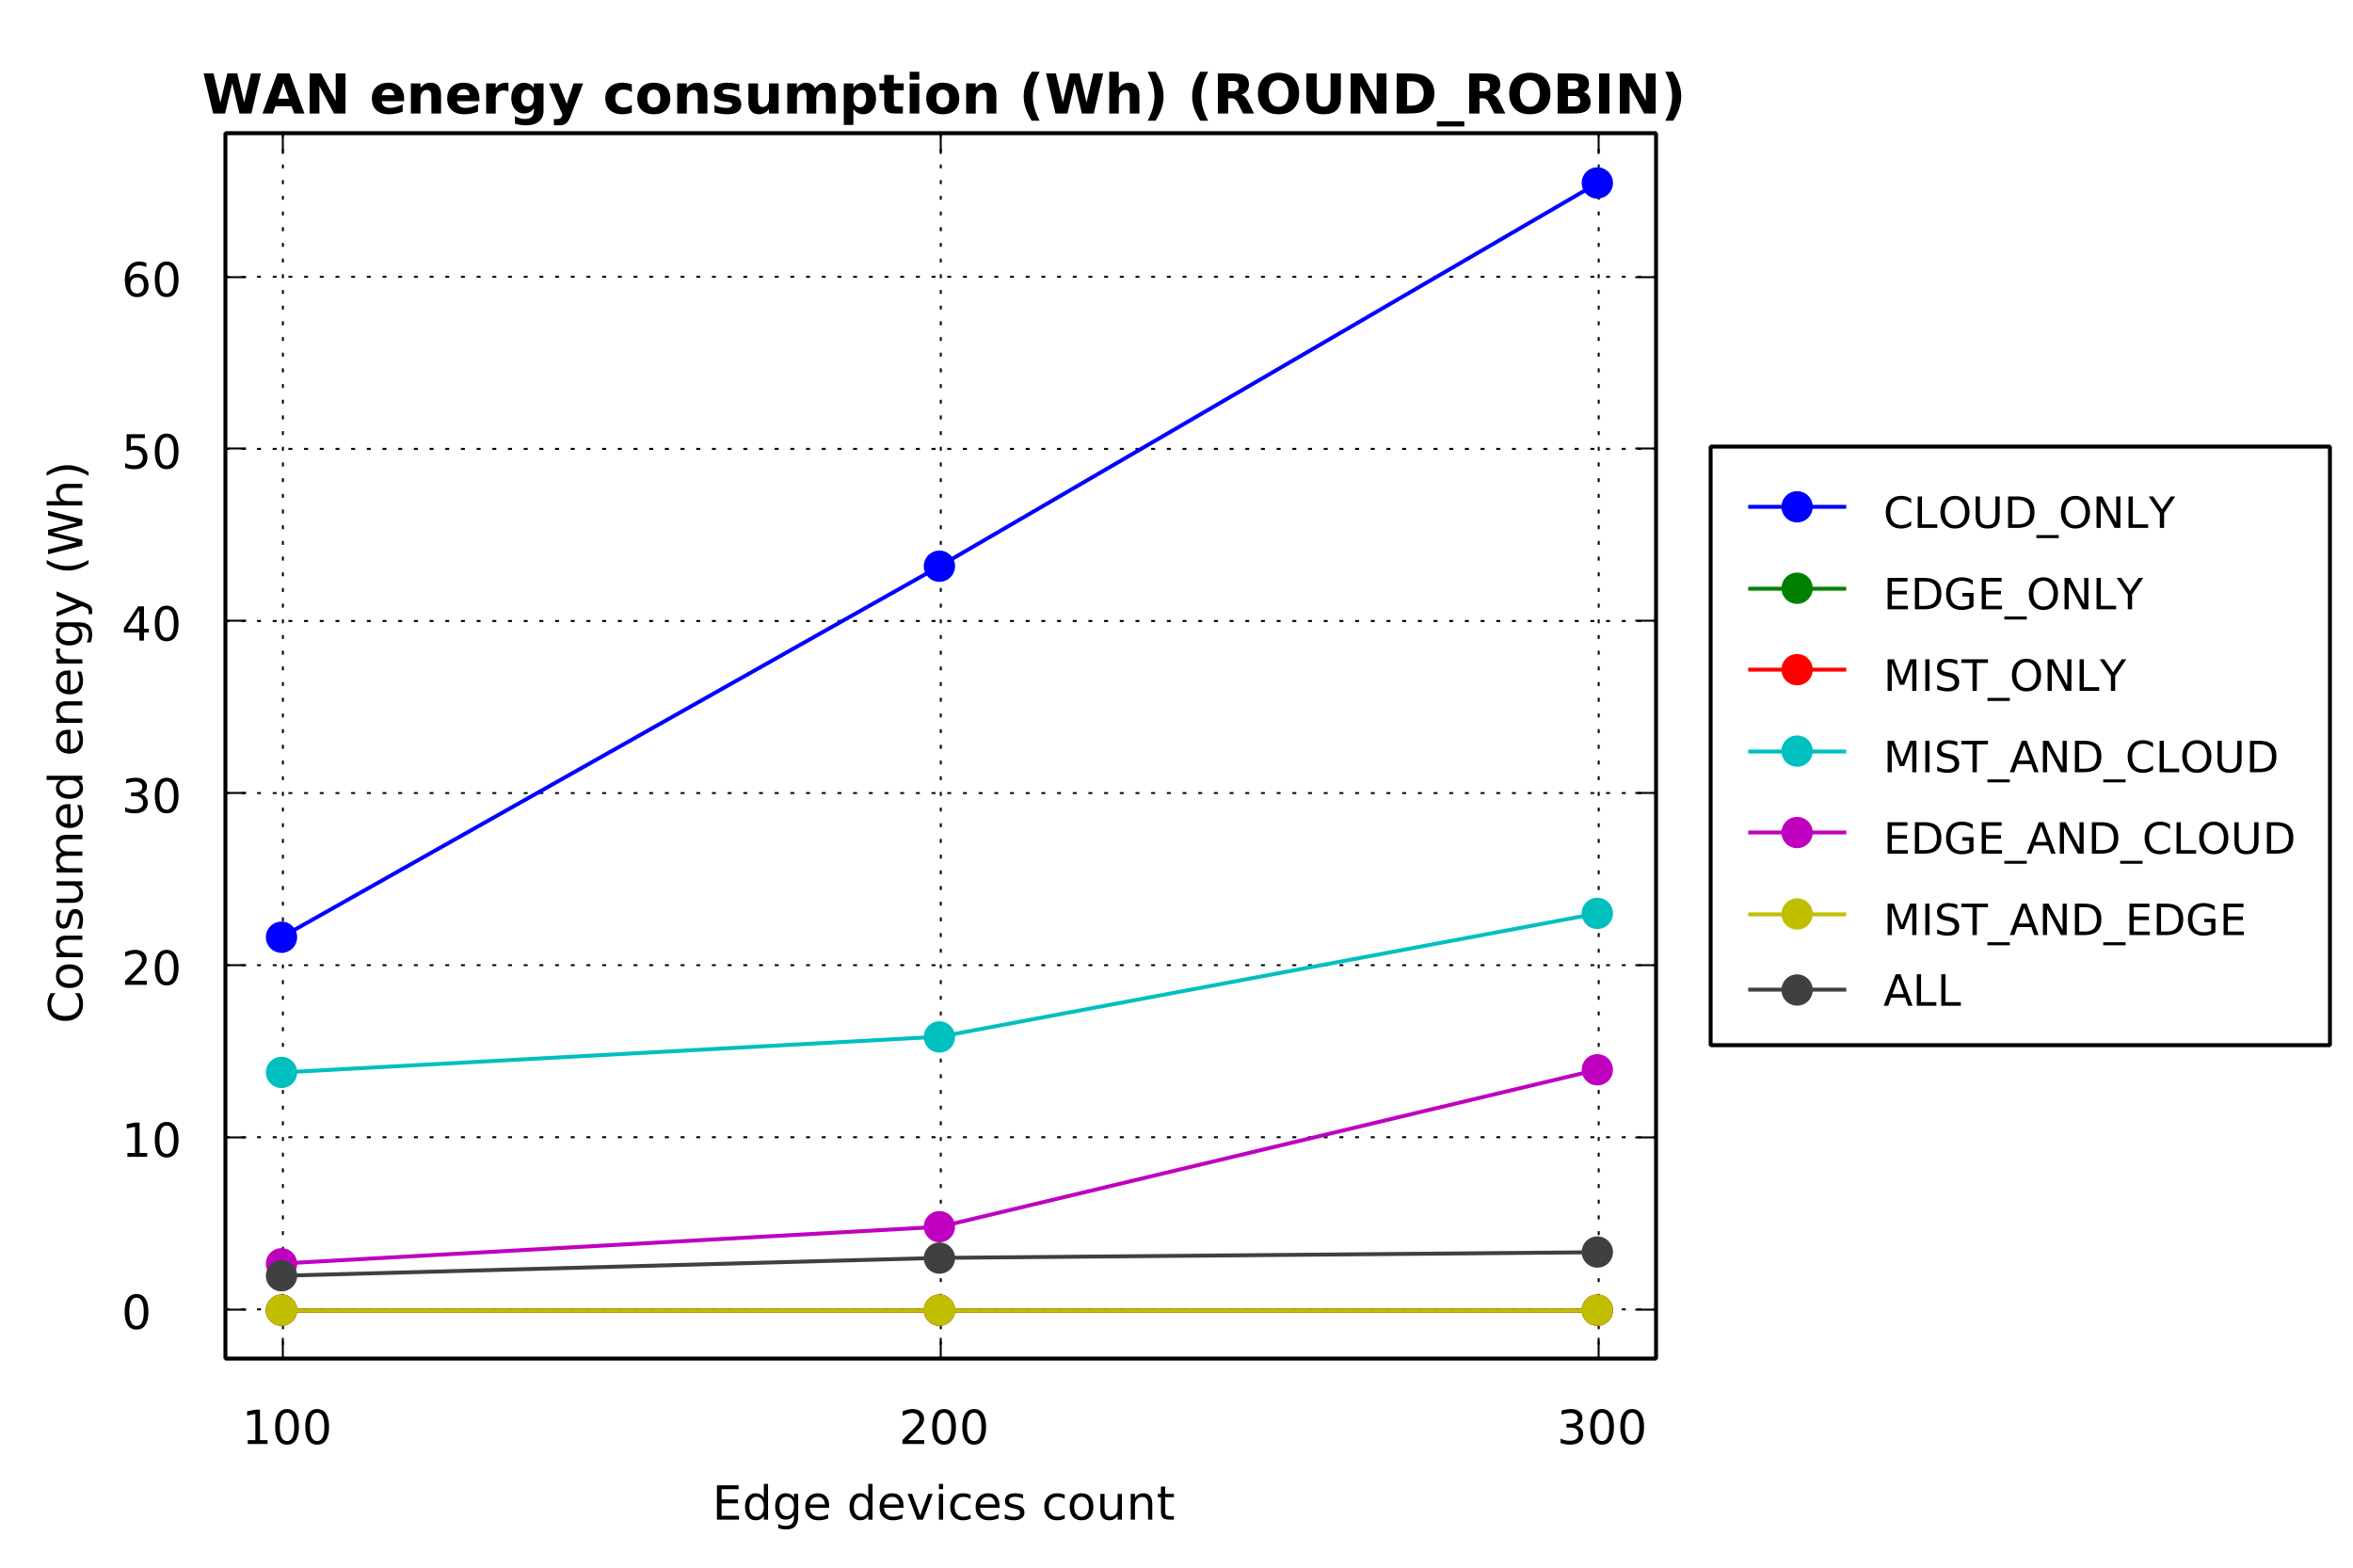 WAN energy consumption (Wh) (ROUND_ROBIN)
Consumed energy (Wh)
60
50
40
30
20
10
0
100 200 300
Edge devices count
CLOUD_ONLY
EDGE_ONLY
MIST_ONLY
MIST_AND_CLOUD
EDGE_AND_CLOUD
MIST_AND_EDGE
ALL